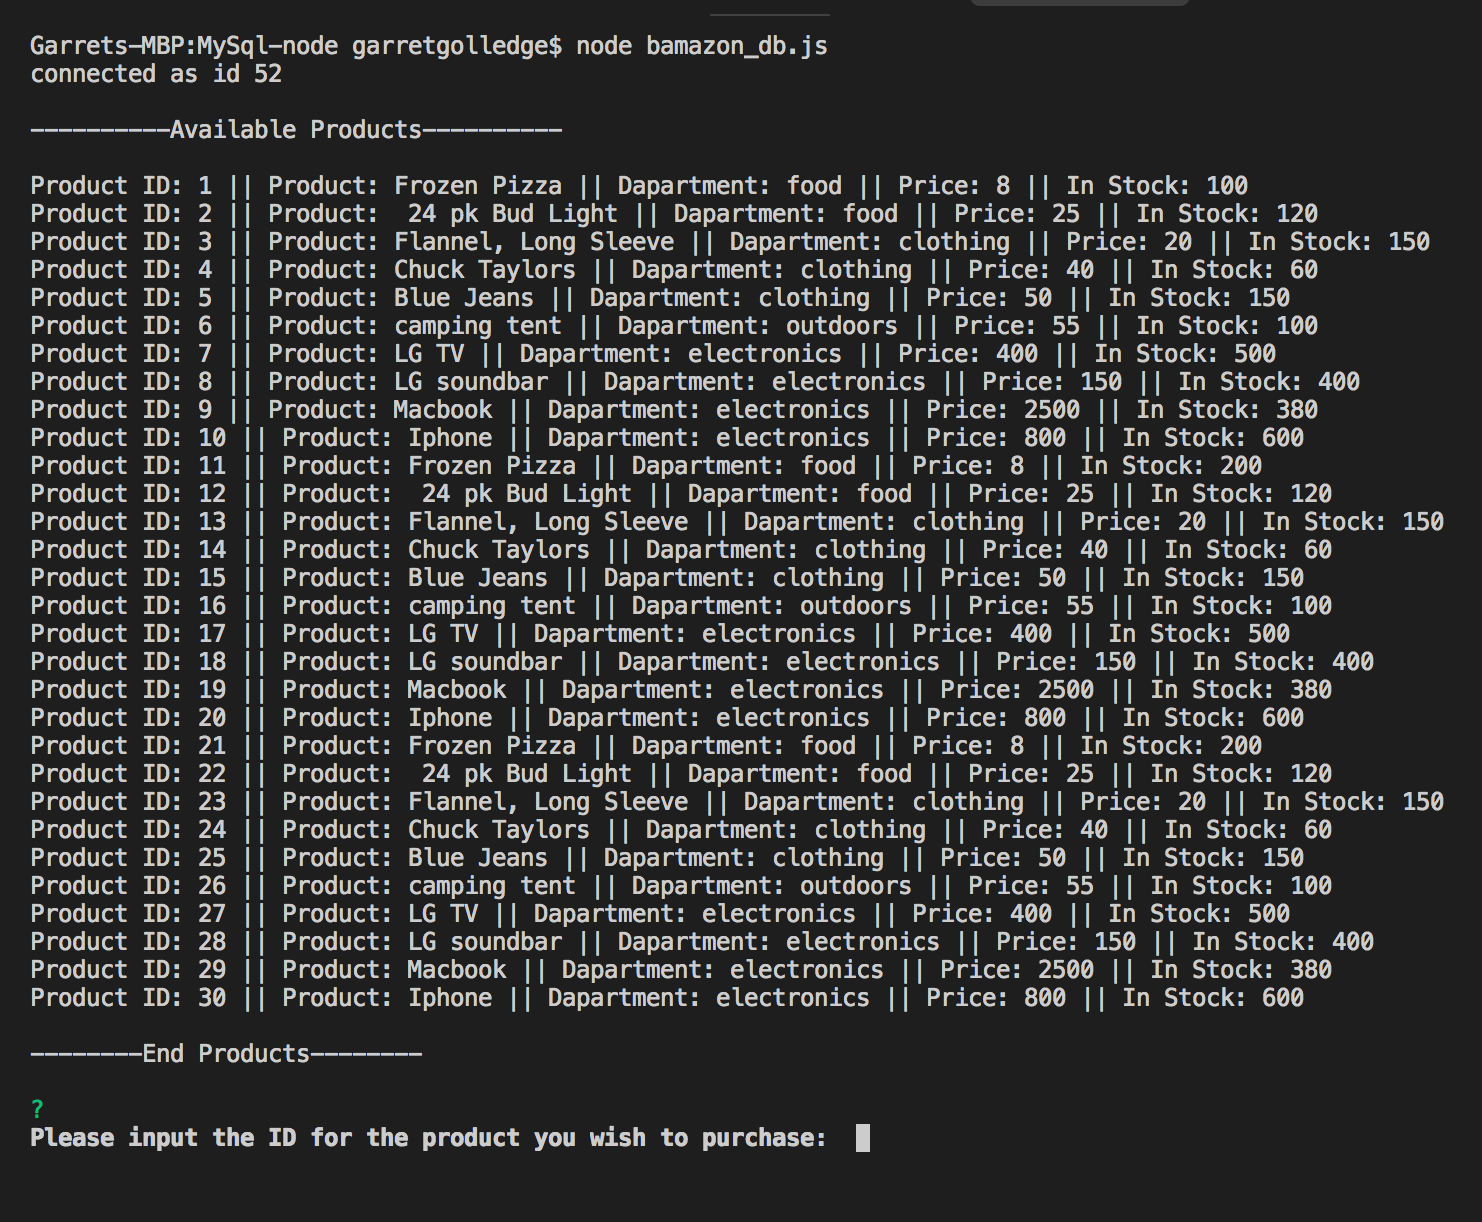 Garrets-MBP:MySql-node garretgolledge$ node bamazon_db.js
connected as id 52
----------Available Products----------
Product ID: 1 || Product: Frozen Pizza || Dapartment: food || Price: 8 || In Stock: 100
Product ID: 2 || Product:  24 pk Bud Light || Dapartment: food || Price: 25 || In Stock: 120
Product ID: 3 || Product: Flannel, Long Sleeve || Dapartment: clothing || Price: 20 || In Stock: 150
Product ID: 4 || Product: Chuck Taylors || Dapartment: clothing || Price: 40 || In Stock: 60
Product ID: 5 || Product: Blue Jeans || Dapartment: clothing || Price: 50 || In Stock: 150
Product ID: 6 || Product: camping tent || Dapartment: outdoors || Price: 55 || In Stock: 100
Product ID: 7 || Product: LG TV || Dapartment: electronics || Price: 400 || In Stock: 500
Product ID: 8 || Product: LG soundbar || Dapartment: electronics || Price: 150 || In Stock: 400
Product ID: 9 || Product: Macbook || Dapartment: electronics || Price: 2500 || In Stock: 380
Product ID: 10 || Product: Iphone || Dapartment: electronics || Price: 800 || In Stock: 600
Product ID: 11 || Product: Frozen Pizza || Dapartment: food || Price: 8 || In Stock: 200
Product ID: 12 || Product:  24 pk Bud Light || Dapartment: food || Price: 25 || In Stock: 120
Product ID: 13 || Product: Flannel, Long Sleeve || Dapartment: clothing || Price: 20 || In Stock: 150
Product ID: 14 || Product: Chuck Taylors || Dapartment: clothing || Price: 40 || In Stock: 60
Product ID: 15 || Product: Blue Jeans || Dapartment: clothing || Price: 50 || In Stock: 150
Product ID: 16 || Product: camping tent || Dapartment: outdoors || Price: 55 || In Stock: 100
Product ID: 17 || Product: LG TV || Dapartment: electronics || Price: 400 || In Stock: 500
Product ID: 18 || Product: LG soundbar || Dapartment: electronics || Price: 150 || In Stock: 400
Product ID: 19 || Product: Macbook || Dapartment: electronics || Price: 2500 || In Stock: 380
Product ID: 20 || Product: Iphone || Dapartment: electronics || Price: 800 || In Stock: 600
Product ID: 21 || Product: Frozen Pizza || Dapartment: food || Price: 8 || In Stock: 200
Product ID: 22 || Product:  24 pk Bud Light || Dapartment: food || Price: 25 || In Stock: 120
Product ID: 23 || Product: Flannel, Long Sleeve || Dapartment: clothing || Price: 20 || In Stock: 150
Product ID: 24 || Product: Chuck Taylors || Dapartment: clothing || Price: 40 || In Stock: 60
Product ID: 25 || Product: Blue Jeans || Dapartment: clothing || Price: 50 || In Stock: 150
Product ID: 26 || Product: camping tent || Dapartment: outdoors || Price: 55 || In Stock: 100
Product ID: 27 || Product: LG TV || Dapartment: electronics || Price: 400 || In Stock: 500
Product ID: 28 || Product: LG soundbar || Dapartment: electronics || Price: 150 || In Stock: 400
Product ID: 29 || Product: Macbook || Dapartment: electronics || Price: 2500 || In Stock: 380
Product ID: 30 || Product: Iphone || Dapartment: electronics || Price: 800 || In Stock: 600
--------End Products--------
?
Please input the ID for the product you wish to purchase: